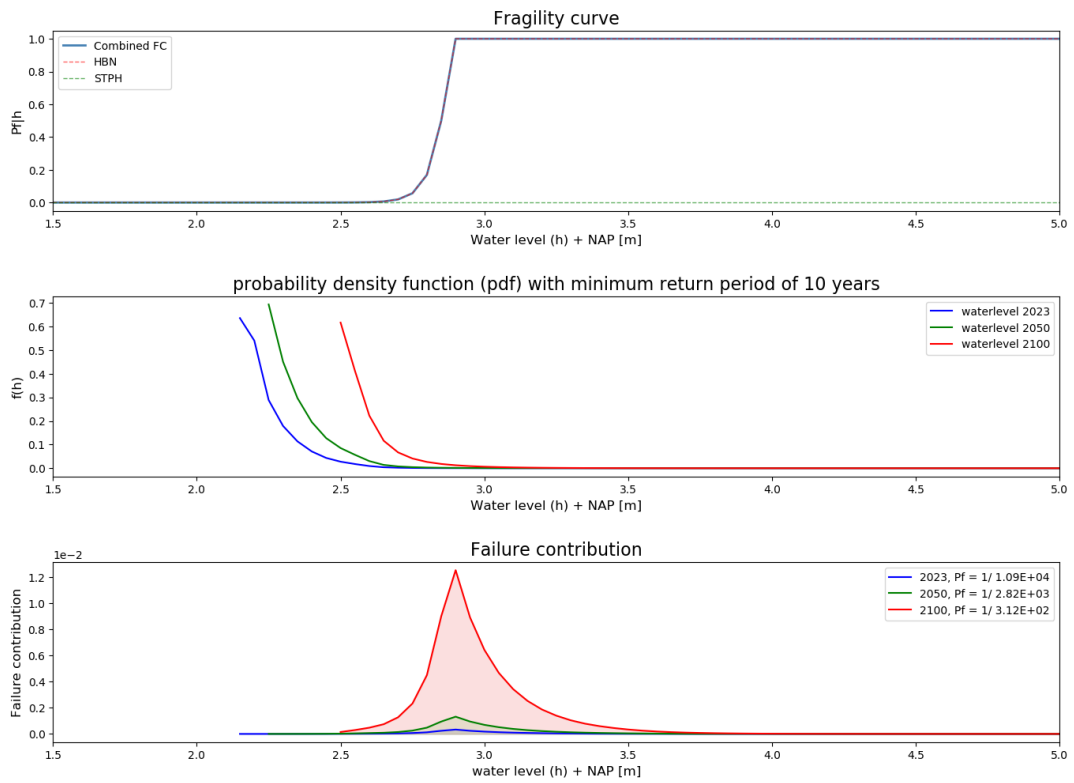 Fragility curve
1.0
0.8
0.6
0.4
0.2
0.0
Pf|h
Combined FC
HBN
STPH
1.5 2.0 2.5 3.0 3.5 4.0 4.5 5.0
Water level (h) + NAP [m]
probability density function (pdf) with minimum return period of 10 years
0.7
0.6
0.5
0.4
0.3
0.2
0.1
0.0
f(h)
waterlevel 2023
waterlevel 2050
waterlevel 2100
1.5 2.0 2.5 3.0 3.5 4.0 4.5 5.0
Water level (h) + NAP [m]
Failure contribution
1e−2
1.2
1.0
0.8
0.6
0.4
0.2
0.0
Failure contribution
2023, Pf = 1/ 1.09E+04
2050, Pf = 1/ 2.82E+03
2100, Pf = 1/ 3.12E+02
1.5 2.0 2.5 3.0 3.5 4.0 4.5 5.0
water level (h) + NAP [m]